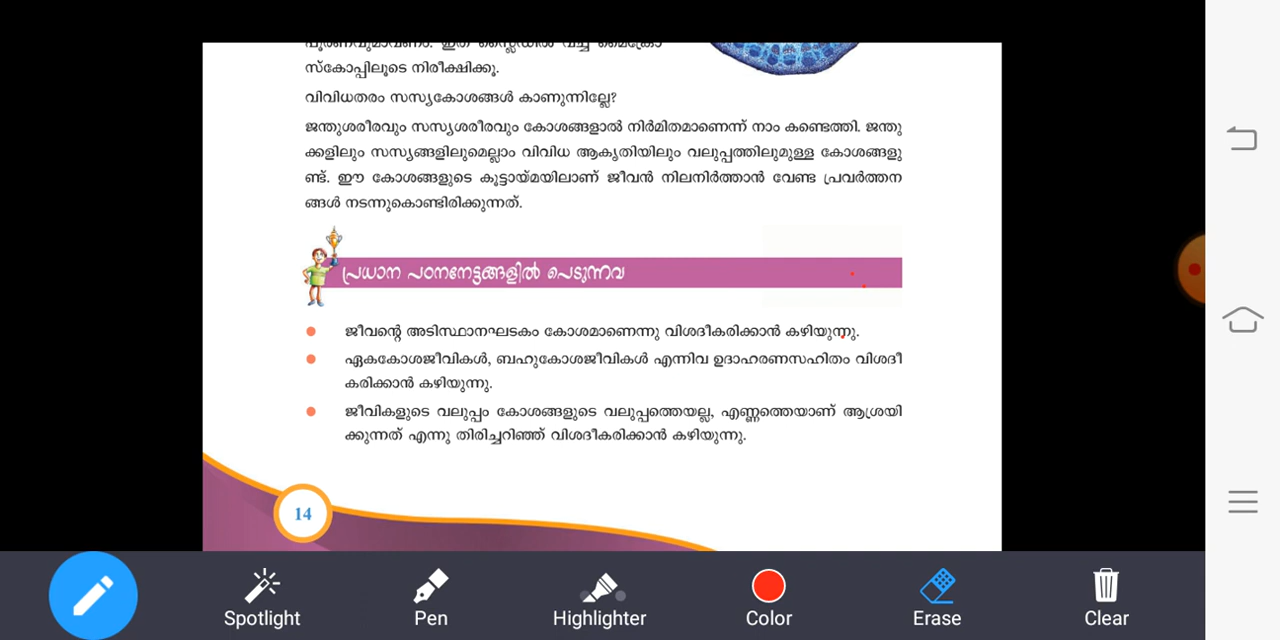 പൂർണവുമാവണം. ഇത് സ്ലൈഡിൽ വച്ച് മൈക്രോ
സ്കോപ്പിലൂടെ നിരീക്ഷിക്കൂ.
വിവിധതരം സസ്യകോശങ്ങൾ കാണുന്നില്ലേ?
ജന്തുശരീരവും സസ്യശരീരവും കോശങ്ങളാൽ നിർമിതമാണെന്ന് നാം കണ്ടെത്തി. ജന്തു
ക്കളിലും സസ്യങ്ങളിലുമെല്ലാം വിവിധ ആകൃതിയിലും വലുപ്പത്തിലുമുള്ള കോശങ്ങളു
ണ്ട്. ഈ കോശങ്ങളുടെ കൂട്ടായ്മയിലാണ് ജീവൻ നിലനിർത്താൻ വേണ്ട പ്രവർത്തന
ങ്ങൾ നടന്നുകൊണ്ടിരിക്കുന്നത്.
പ്രധാന പഠനനേട്ടങ്ങളിൽ പെടുന്നവ
ജീവന്റെ അടിസ്ഥാനഘടകം കോശമാണെന്നു വിശദീകരിക്കാൻ കഴിയുന്നു.
ഏകകോശജീവികൾ, ബഹുകോശജീവികൾ എന്നിവ ഉദാഹരണസഹിതം വിശദീ
കരിക്കാൻ കഴിയുന്നു.
ജീവികളുടെ വലുപ്പം കോശങ്ങളുടെ വലുപ്പത്തെയല്ല, എണ്ണത്തെയാണ് ആശ്രയി
ക്കുന്നത് എന്നു തിരിച്ചറിഞ്ഞ് വിശദീകരിക്കാൻ കഴിയുന്നു.
14
Spotlight
Pen
Highlighter
Color
Erase
Clear